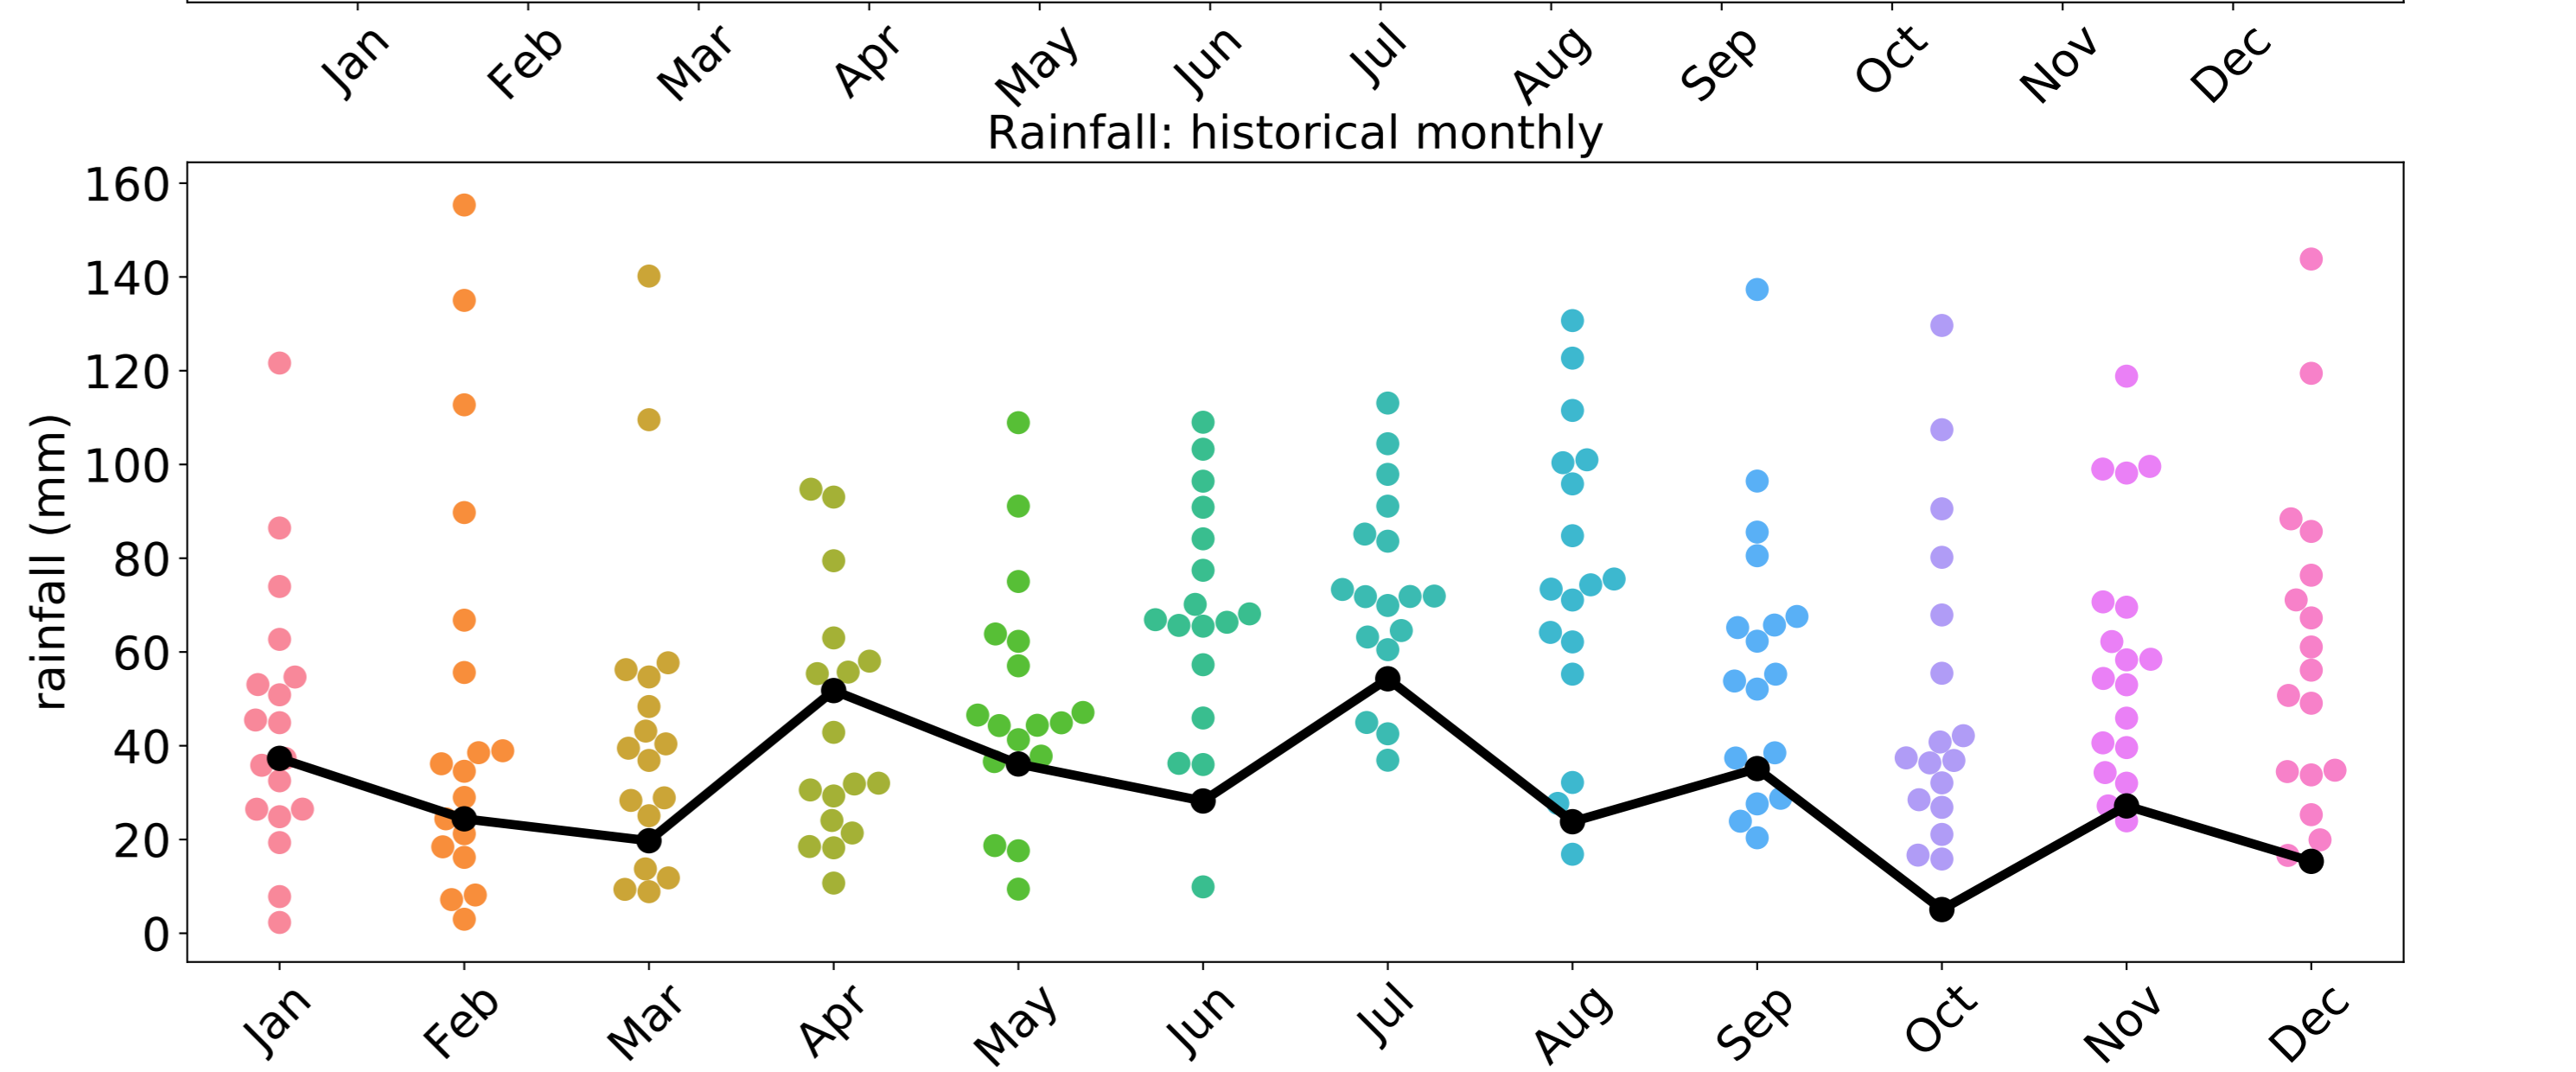 Jan Feb Mar Apr May Jun Jul Aug Sep Oct Nov Dec
Rainfall: historical monthly
160
140
120
100
80
60
40
20
0
rainfall (mm)
Jan Feb Mar Apr May Jun Jul Aug Sep Oct Nov Dec